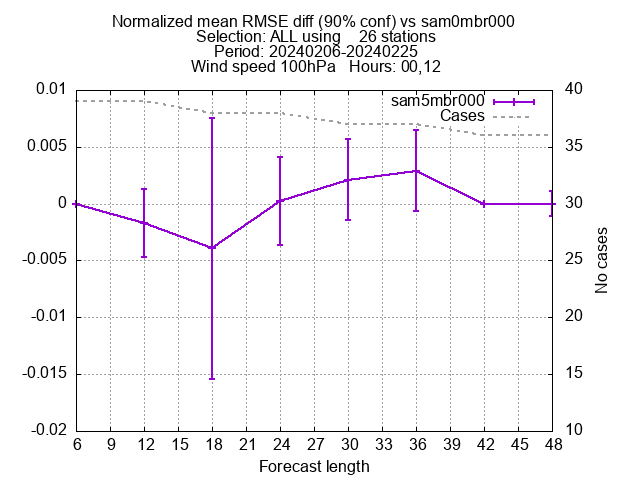 Normalized mean RMSE diff (90% conf) vs sam0mbr000
Selection: ALL using    26 stations
Period: 20240206-20240225
Wind speed 100hPa   Hours: 00,12
sam5mbr000
Cases
0.01
0.005
0
-0.005
-0.01
-0.015
-0.02
40
35
30
25
20
15
10
No cases
6 9 12 15 18 21 24 27 30 33 36 39 42 45 48
Forecast length